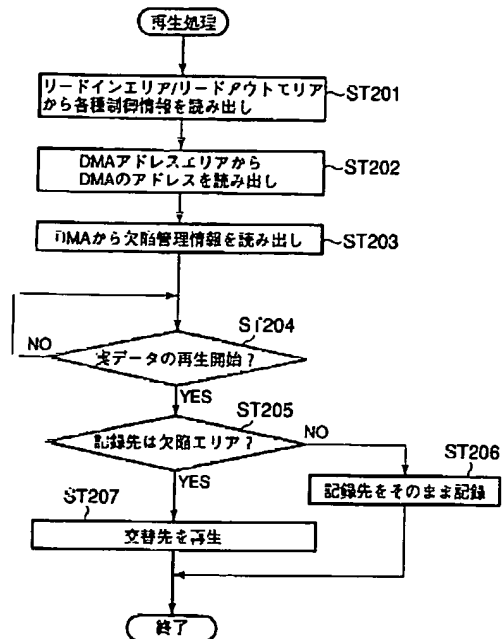 再生処理
リードインエリア/リードアウトエリア
から各種制御情報を読み出し
ST201
DMAアドレスエリアから
DMAのアドレスを読み出し
ST202
DMAから欠陥管理情報を読み出し
ST203
ST204
NO
実データの再生開始?
YES
ST205
記録先は欠陥エリア?
NO
ST206
YES
記録先をそのまま記録
ST207
交替先を再生
終了